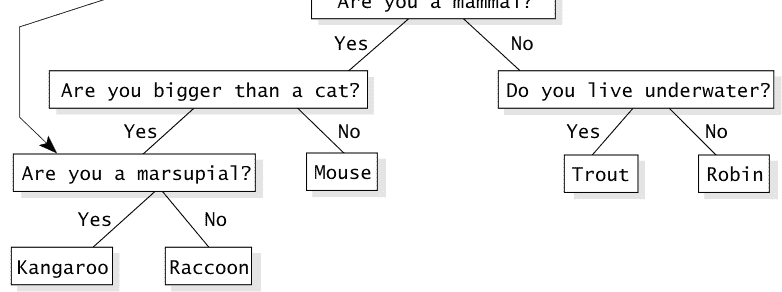 Are you a mammal?
Yes
No
Are you bigger than a cat?
Do you live underwater?
Yes
No
Yes
No
Are you a marsupial?
Mouse
Trout
Robin
Yes
No
Kangaroo
Raccoon